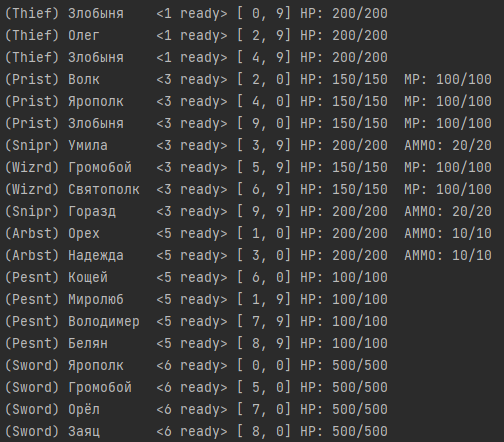 (Thief) Злобыня    <1 ready> [ 0, 9] HP: 200/200
(Thief) Олег       <1 ready> [ 2, 9] HP: 200/200
(Thief) Злобыня    <1 ready> [ 4, 9] HP: 200/200
(Prist) Волк       <3 ready> [ 2, 0] HP: 150/150  MP: 100/100
(Prist) Ярополк    <3 ready> [ 4, 0] HP: 150/150  MP: 100/100
(Prist) Злобыня    <3 ready> [ 9, 0] HP: 150/150  MP: 100/100
(Snipr) Умила      <3 ready> [ 3, 9] HP: 200/200  AMMO: 20/20
(Wizrd) Громобой   <3 ready> [ 5, 9] HP: 150/150  MP: 100/100
(Wizrd) Святополк  <3 ready> [ 6, 9] HP: 150/150  MP: 100/100
(Snipr) Горазд     <3 ready> [ 9, 9] HP: 200/200  AMMO: 20/20
(Arbst) Орех       <5 ready> [ 1, 0] HP: 200/200  AMMO: 10/10
(Arbst) Надежда    <5 ready> [ 3, 0] HP: 200/200  AMMO: 10/10
(Pesnt) Кощей      <5 ready> [ 6, 0] HP: 100/100
(Pesnt) Миролюб    <5 ready> [ 1, 9] HP: 100/100
(Pesnt) Володимер  <5 ready> [ 7, 9] HP: 100/100
(Pesnt) Белян      <5 ready> [ 8, 9] HP: 100/100
(Sword) Ярополк    <6 ready> [ 0, 0] HP: 500/500
(Sword) Громобой   <6 ready> [ 5, 0] HP: 500/500
(Sword) Орёл       <6 ready> [ 7, 0] HP: 500/500
(Sword) Заяц       <6 ready> [ 8, 0] HP: 500/500